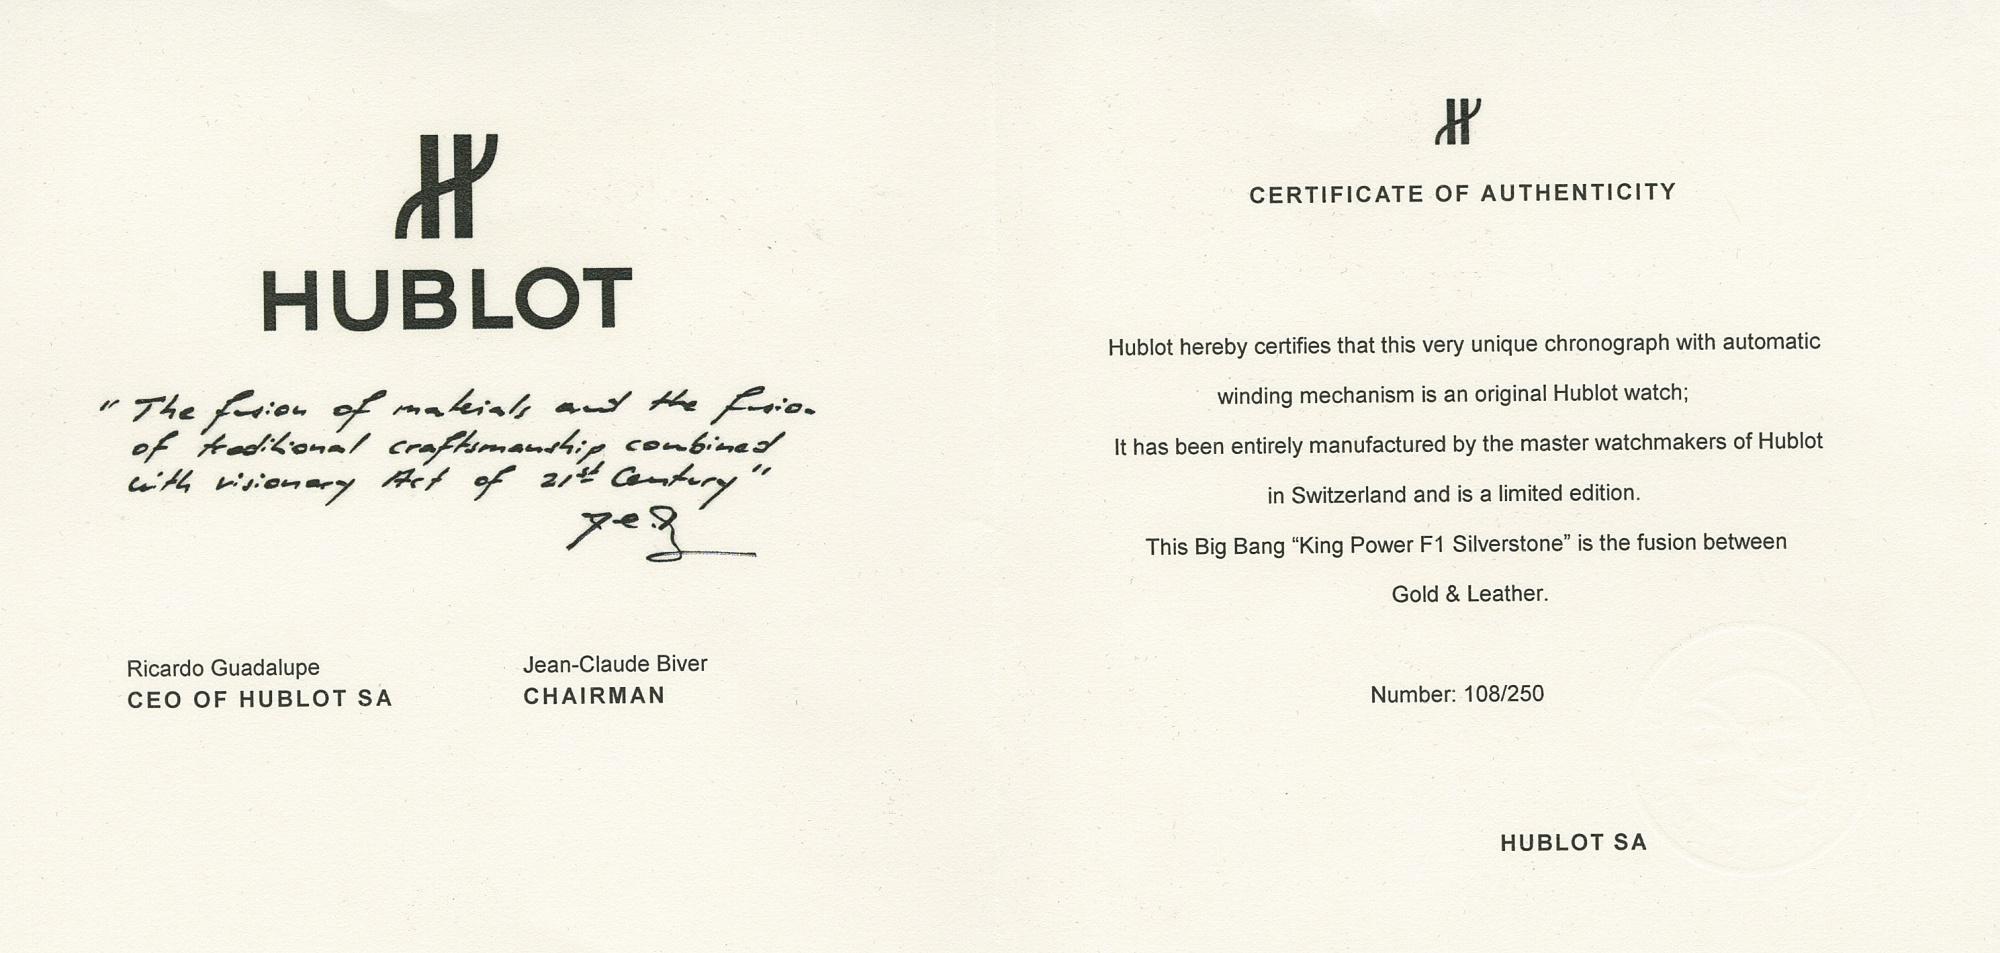 HUBLOT
"The fusion of materials and the fusion
of traditional craftsmanship combined
with visionary Art of 21st Century"
Ricardo Guadalupe
CEO OF HUBLOT SA
Jean-Claude Biver
CHAIRMAN
CERTIFICATE OF AUTHENTICITY
Hublot hereby certifies that this very unique chronograph with automatic
winding mechanism is an original Hublot watch;
It has been entirely manufactured by the master watchmakers of Hublot
in Switzerland and is a limited edition.
This Big Bang “King Power F1 Silverstone” is the fusion between
Gold & Leather.
Number: 108/250
HUBLOT SA